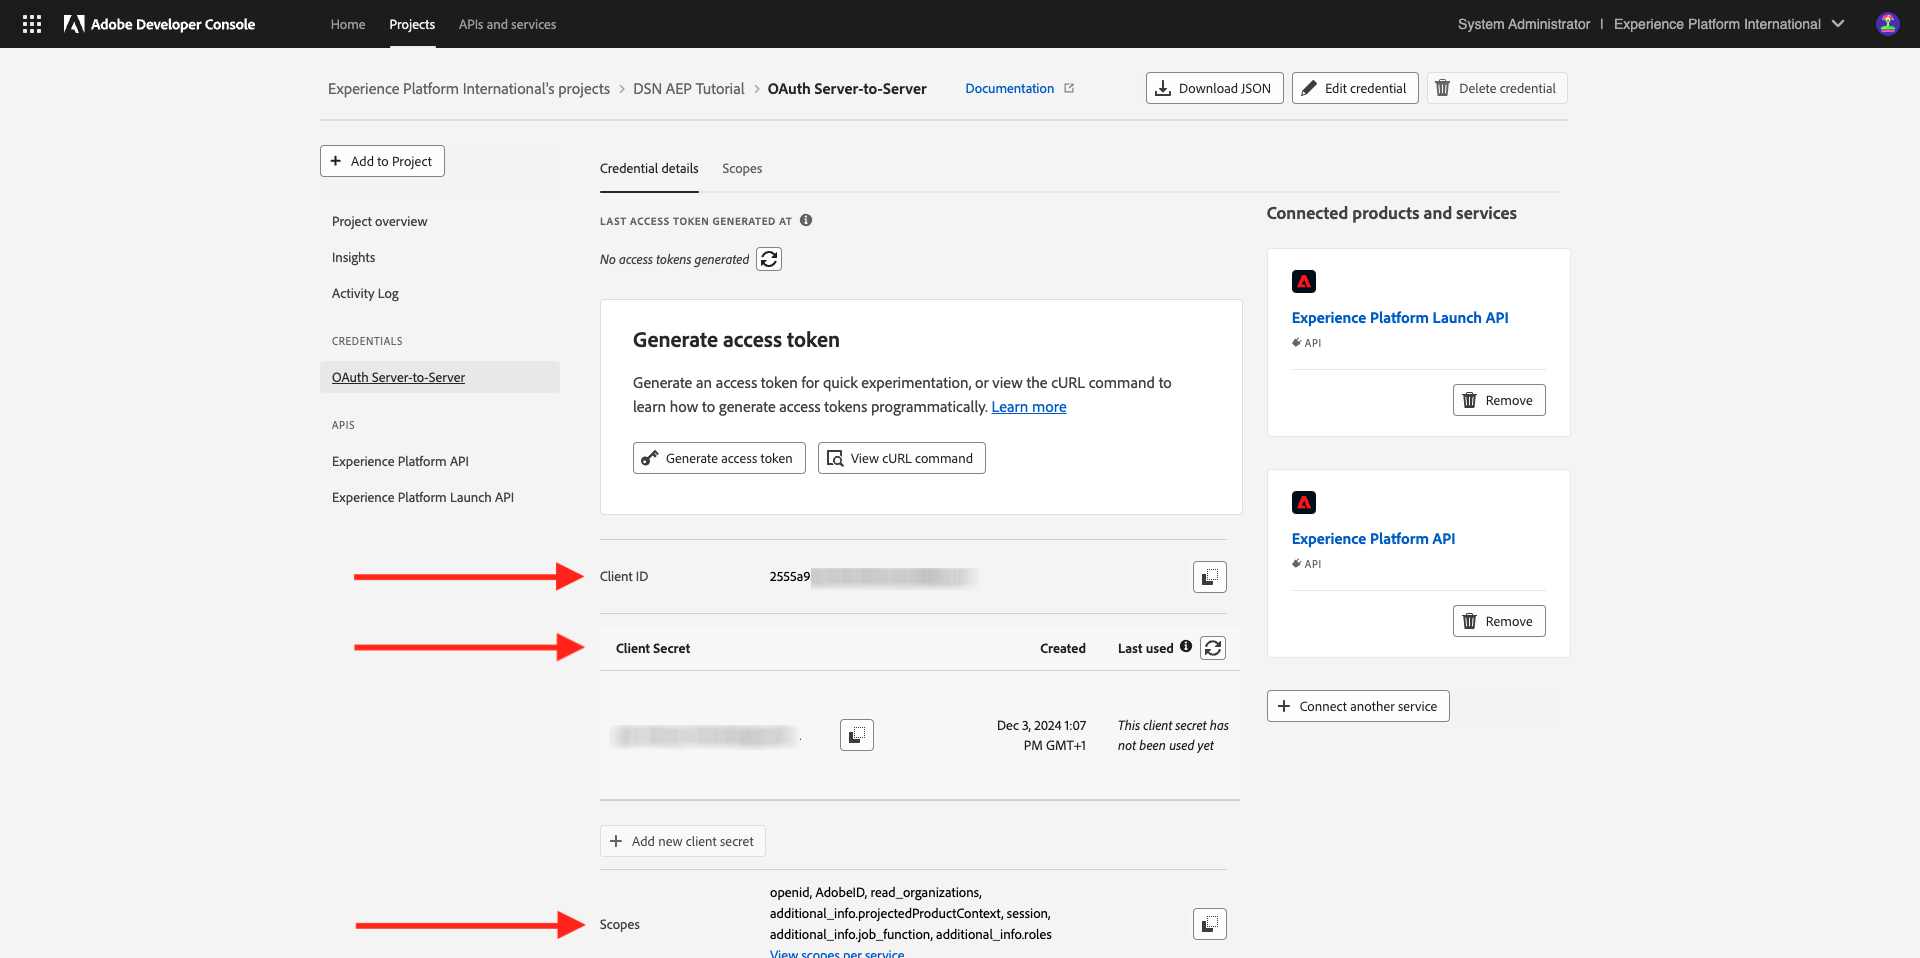 Adobe Developer Console
Home
Projects
APIs and services
System Administrator | Experience Platform International
Experience Platform International's projects > DSN AEP Tutorial > OAuth Server-to-Server
Documentation
Download JSON
Edit credential
Delete credential
+ Add to Project
Project overview
Insights
Activity Log
CREDENTIALS
OAuth Server-to-Server
APIS
Experience Platform API
Experience Platform Launch API
Credential details
Scopes
LAST ACCESS TOKEN GENERATED AT
No access tokens generated
Generate access token
Generate an access token for quick experimentation, or view the cURL command to
learn how to generate access tokens programmatically. Learn more
Generate access token
View cURL command
Client ID
2555a9
Client Secret
Created
Last used
Dec 3, 2024 1:07
PM GMT+1
This client secret has
not been used yet
+ Add new client secret
Scopes
openid, AdobeID, read_organizations,
additional_info.projectedProductContext, session,
additional_info.job_function, additional_info.roles
View scopes per service
Connected products and services
Experience Platform Launch API
API
Remove
Experience Platform API
API
Remove
+ Connect another service